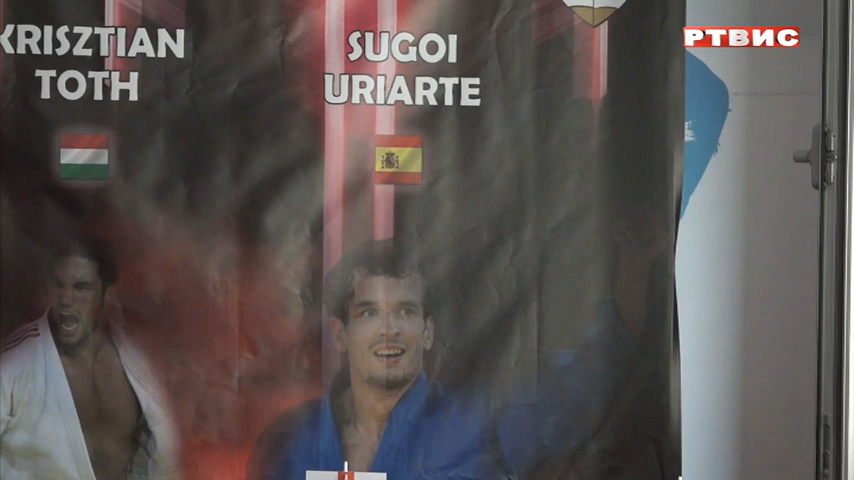 KRISZTIAN
TOTH
SUGOI
URIARTE
РТВИС